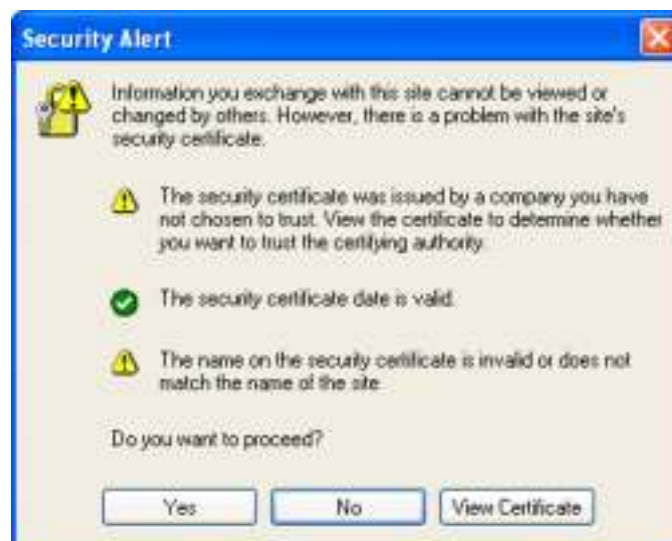 Security Alert
Information you exchange with this site cannot be viewed or
changed by others. However, there is a problem with the site's
security certificate.
The security certificate was issued by a company you have
not chosen to trust. View the certificate to determine whether
you want to trust the certifying authority.
The security certificate date is valid.
The name on the security certificate is invalid or does not
match the name of the site
Do you want to proceed?
Yes
No
View Certificate